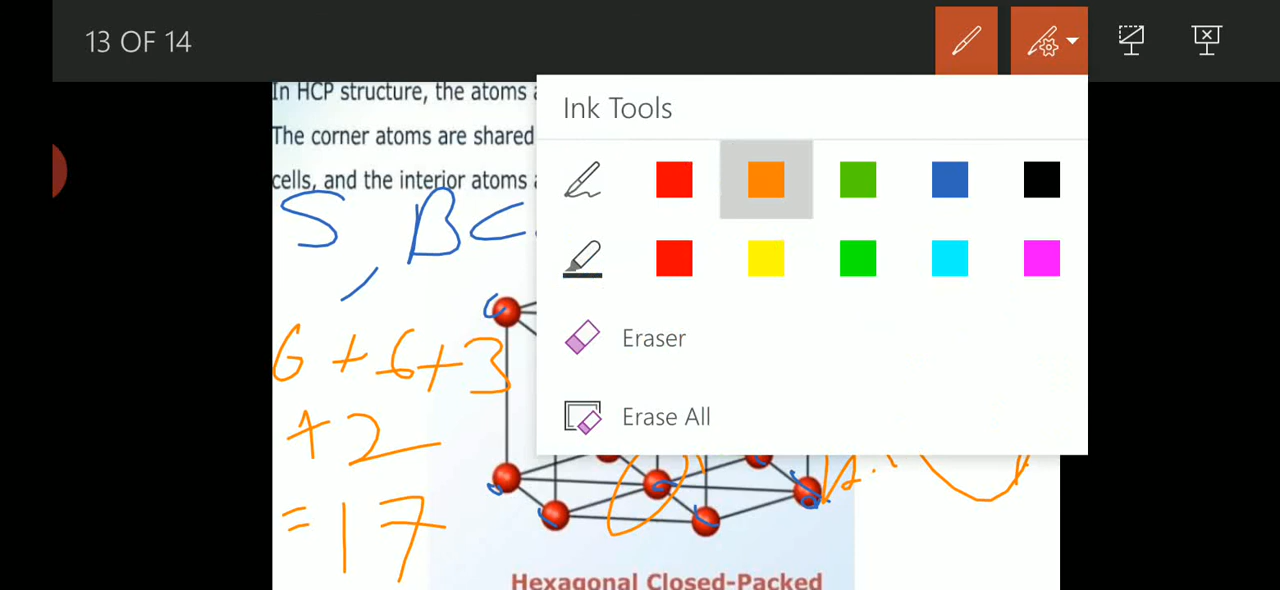 13 OF 14
In HCP structure, the atoms
The corner atoms are shared
cells, and the interior atoms
Ink Tools
Eraser
Erase All
S, BC
6 + 6 + 3
+ 2
= 17
Hexagonal Closed-Packed